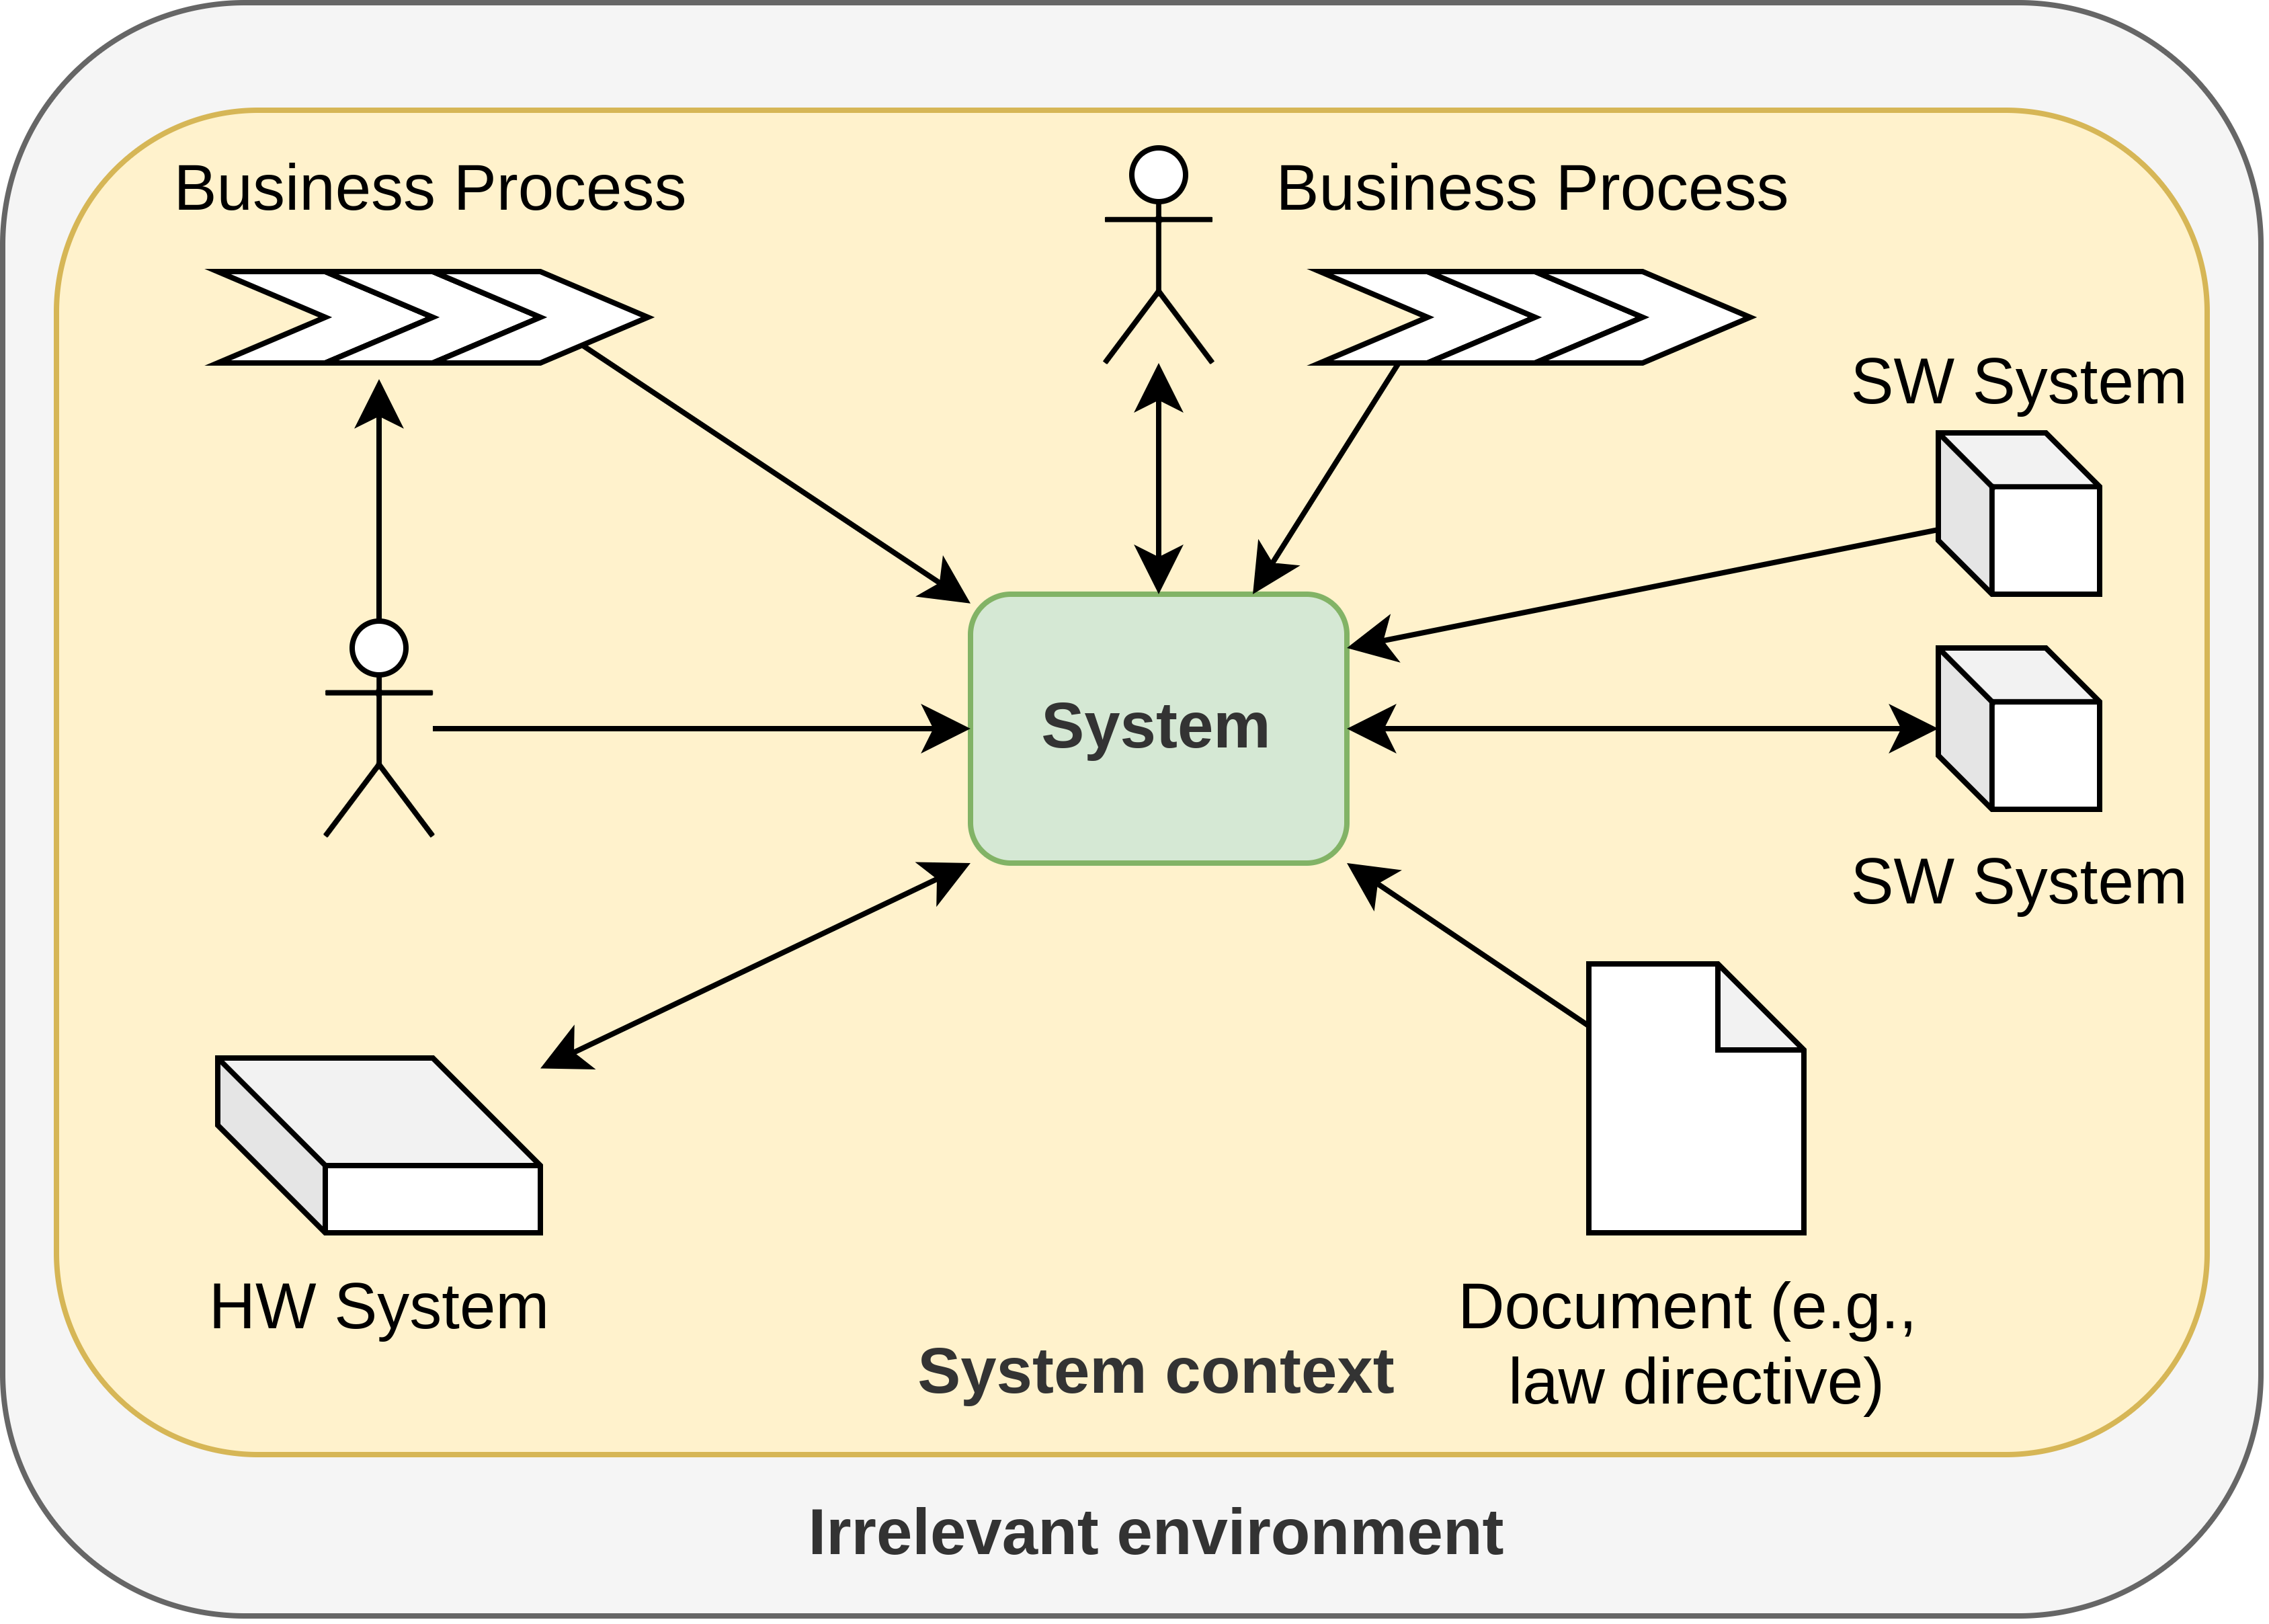 Business Process
Business Process
SW System
System
SW System
HW System
Document (e.g.,
law directive)
System context
Irrelevant environment